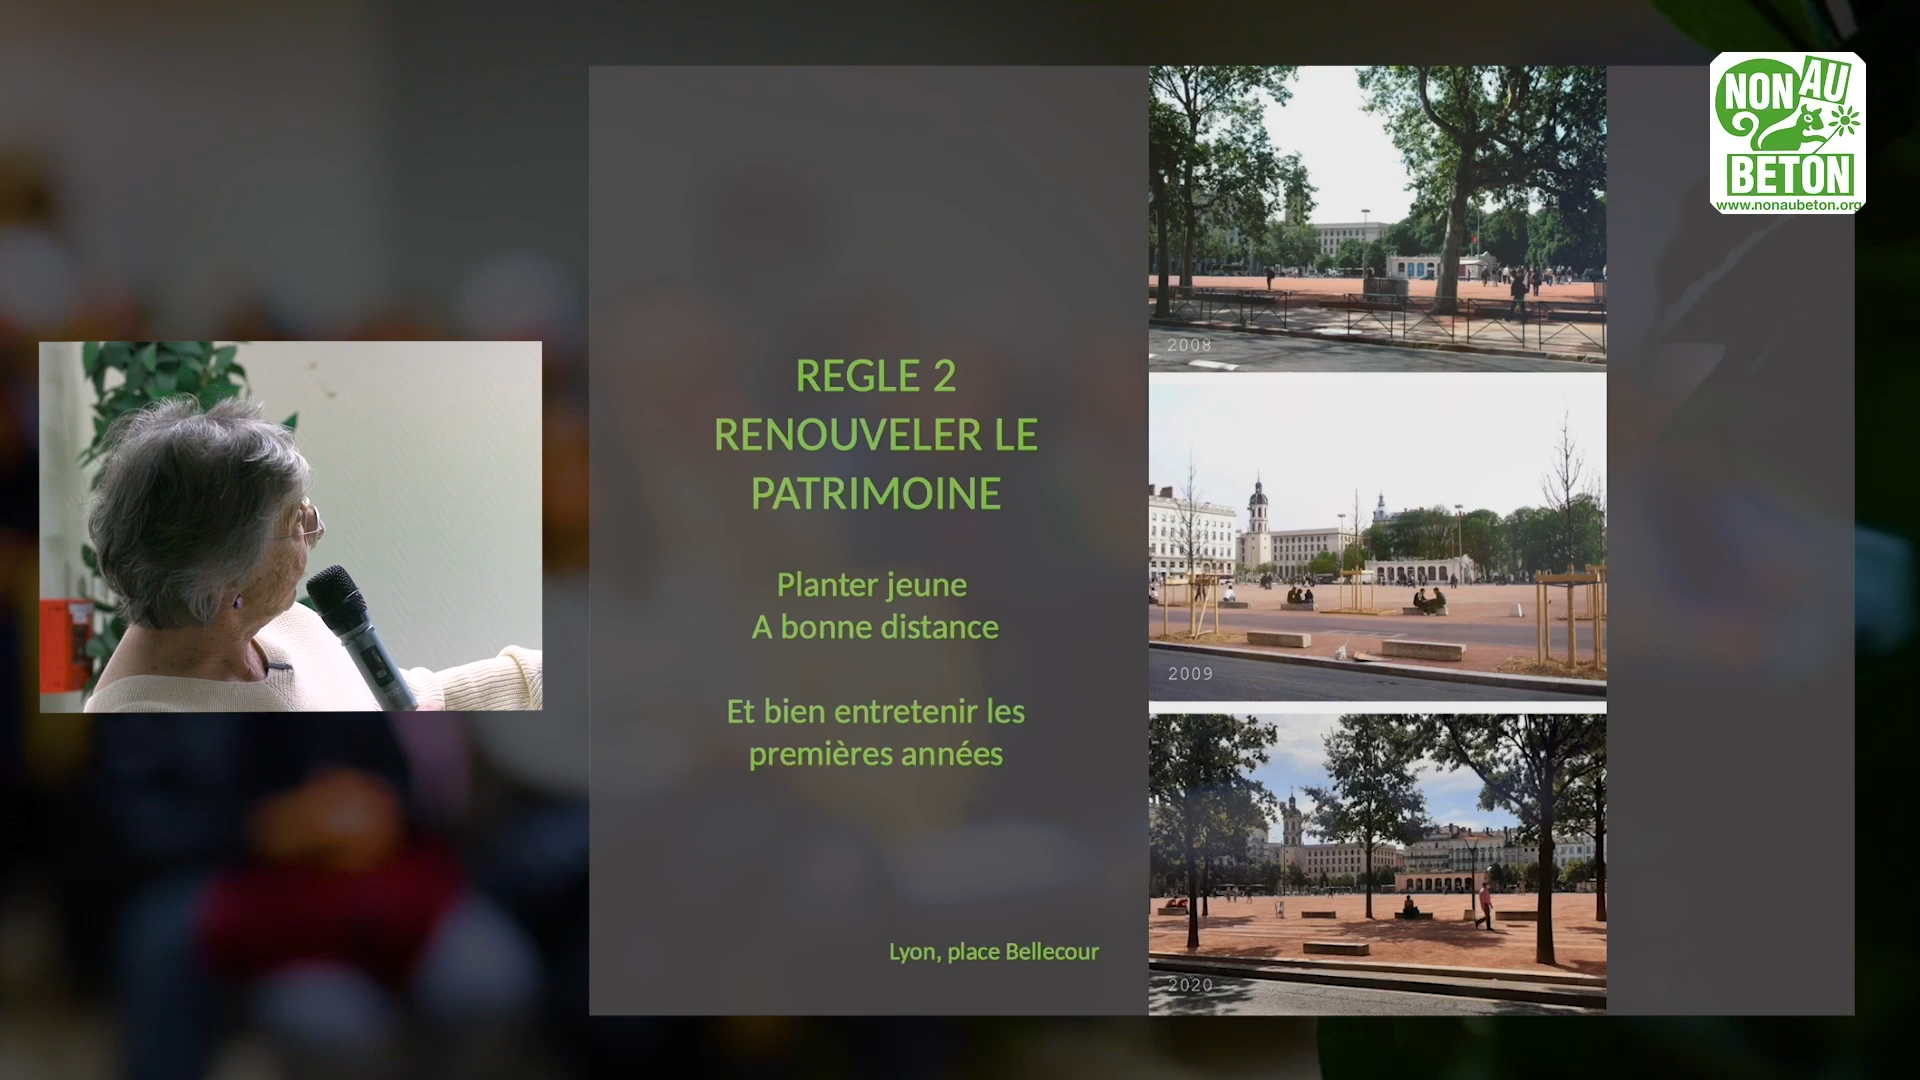 NON AU
BETON
www.nonaubeton.org
REGLE 2
RENOUVELER LE
PATRIMOINE
Planter jeune
A bonne distance
Et bien entretenir les
premières années
Lyon, place Bellecour
2008
2009
2020